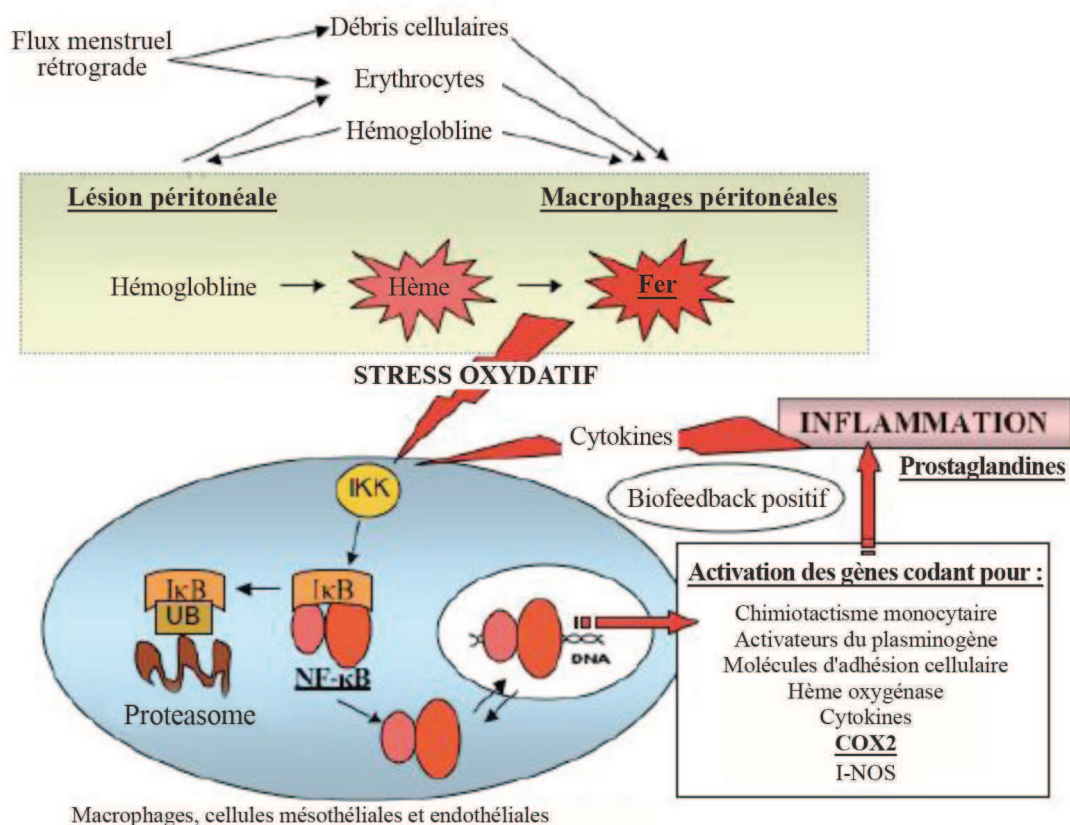 Flux menstruel
rétrograde
Débris cellulaires
Erythrocytes
Hémoglobline
Lésion péritonéale
Macrophages péritonéales
Hémoglobline
Hème
Fer
STRESS OXYDATIF
Cytokines
INFLAMMATION
Prostaglandines
Biofeedback positif
IKK
IκB
UB
Proteasome
IκB
NF-κB
DNA
Activation des gènes codant pour :
Chimiotactisme monocytaire
Activateurs du plasminogène
Molécules d'adhésion cellulaire
Hème oxygénase
Cytokines
COX2
I-NOS
Macrophages, cellules mésothéliales et endothéliales